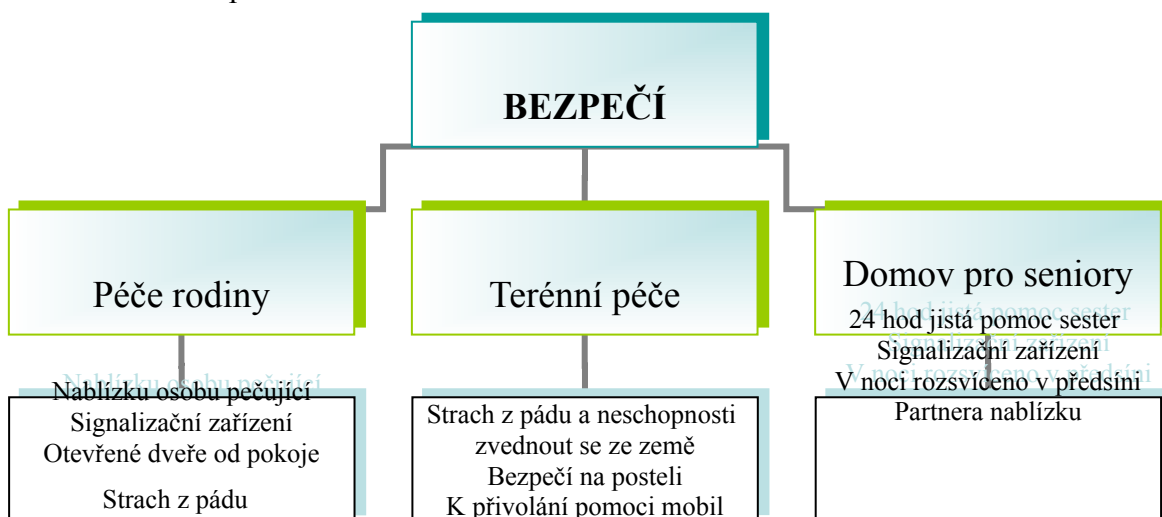 BEZPEČÍ
Péče rodiny
Nablízku osobu pečující
Signalizační zařízení
Otevřené dveře od pokoje
Strach z pádu
Terénní péče
Strach z pádu a neschopnosti
zvednout se ze země
Bezpečí na posteli
K přivolání pomoci mobil
Domov pro seniory
24 hod jistá pomoc sester
Signalizační zařízení
V noci rozsvíceno v předsíni
Partnera nablízku